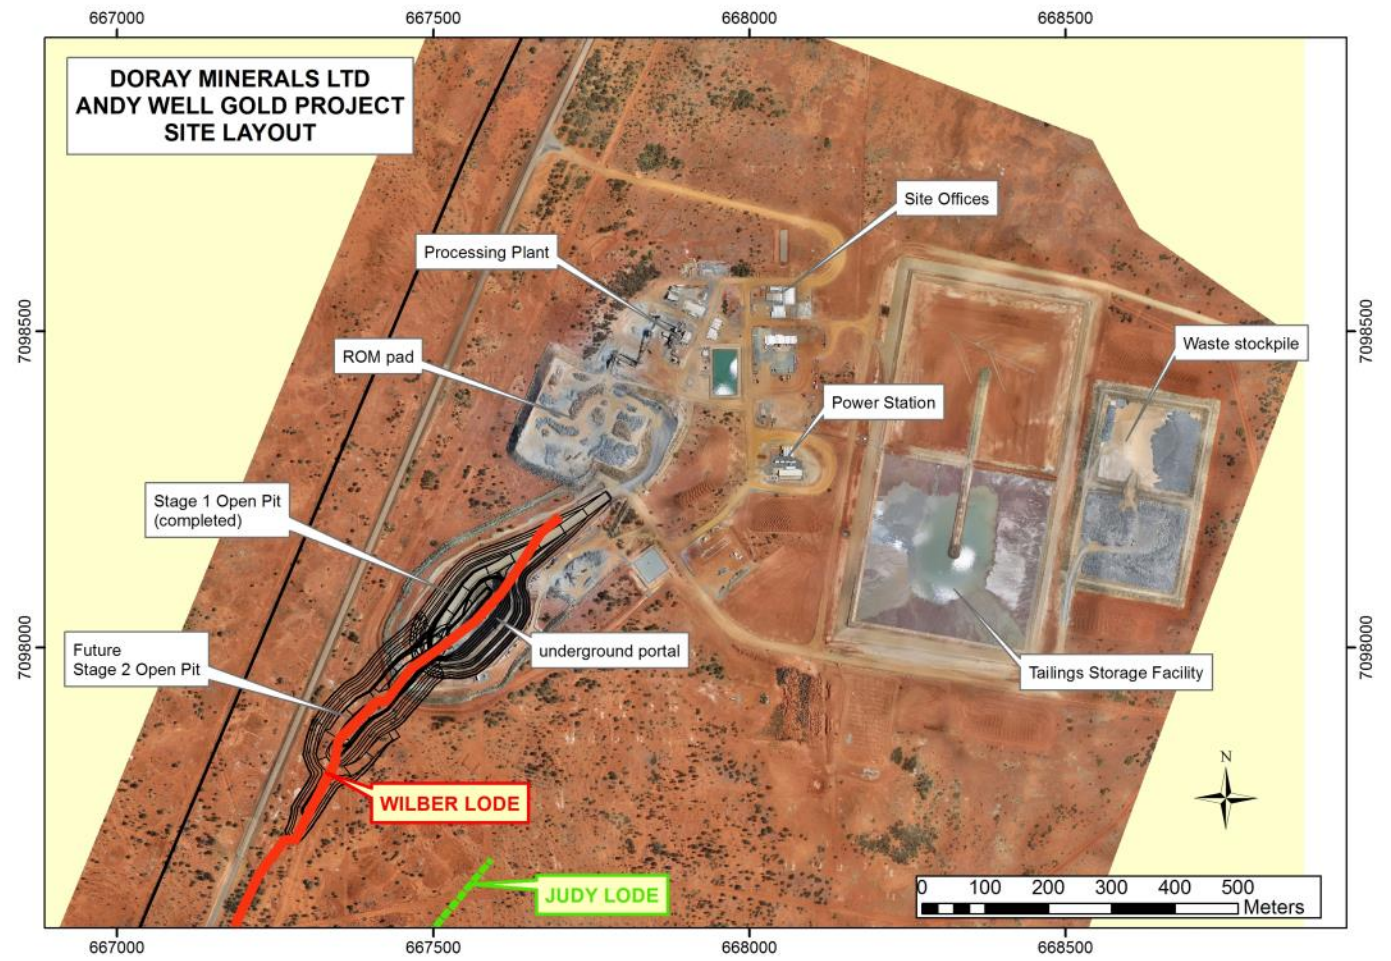 667000
667500
668000
668500
DORAY MINERALS LTD
ANDY WELL GOLD PROJECT
SITE LAYOUT
Site Offices
Processing Plant
7098500
7098500
Waste stockpile
ROM pad
Power Station
Stage 1 Open Pit
(completed)
7098000
7098000
Future
Stage 2 Open Pit
underground portal
Tailings Storage Facility
N
WILBER LODE
JUDY LODE
0 100 200 300 400 500
Meters
667000
667500
668000
668500